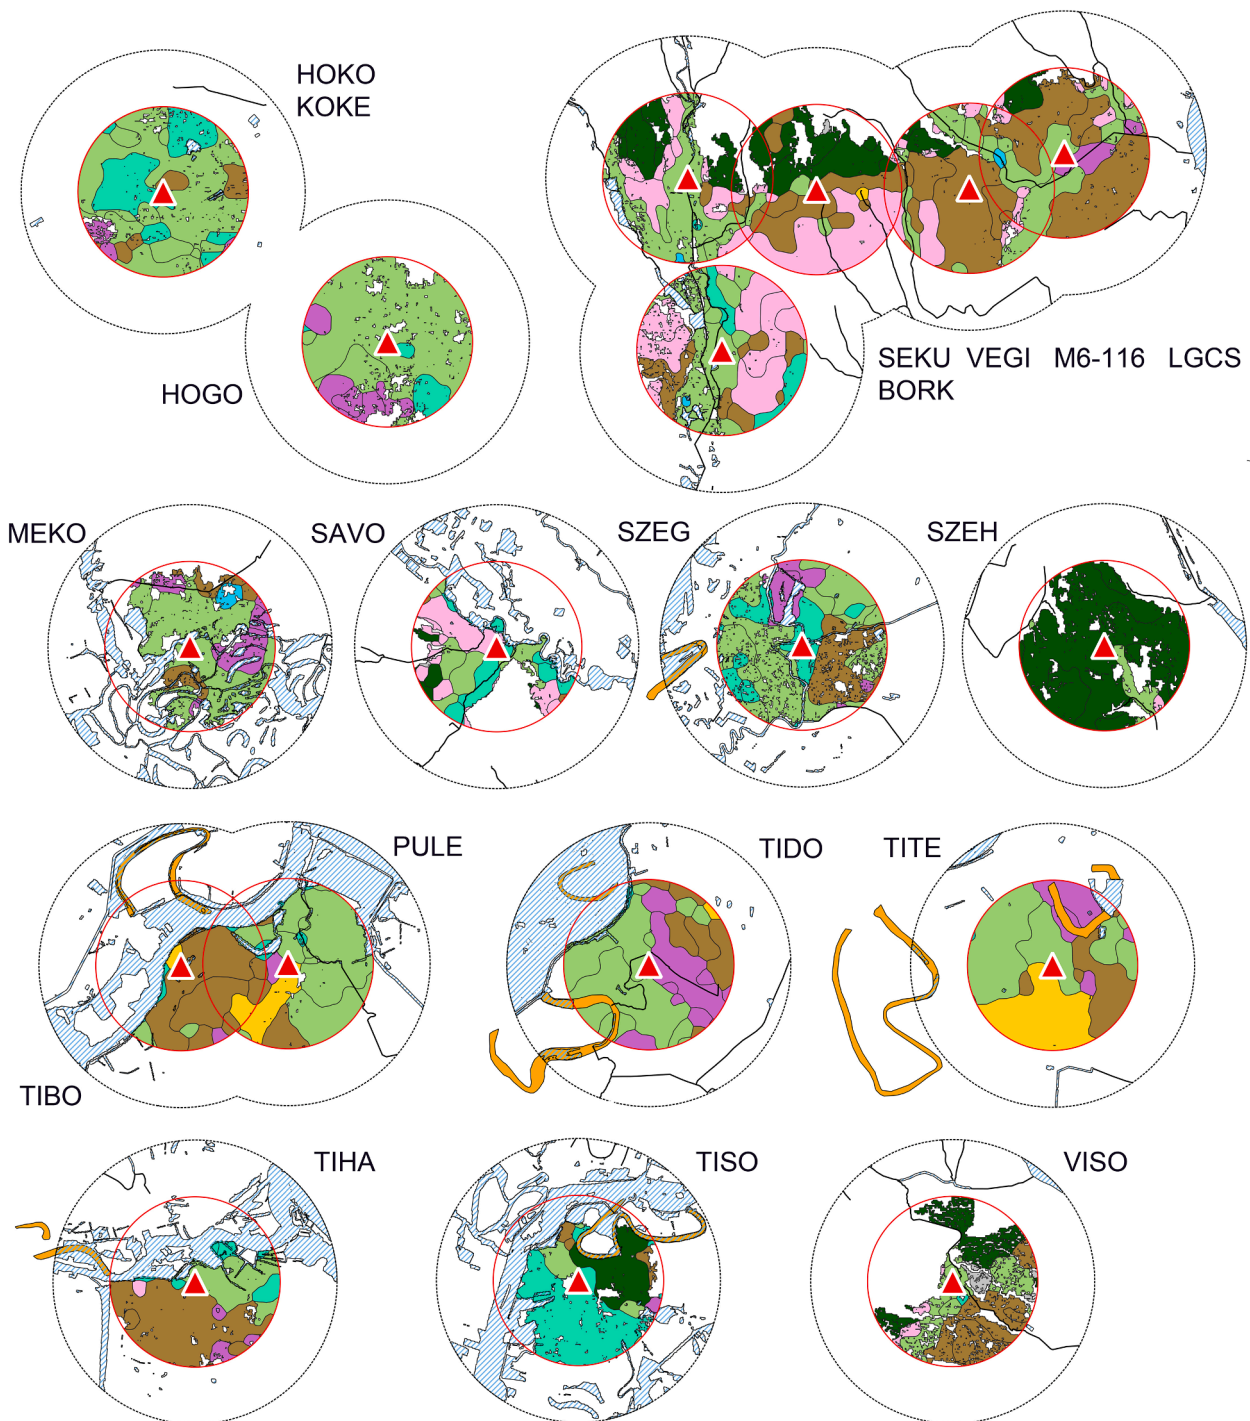 HOKO
KOKE
HOGO
SEKU VEGI M6-116 LGCS
BORK
MEKO
SAVO
SZEG
SZEH
PULE
TIDO
TITE
TIBO
TIHA
TISO
VISO